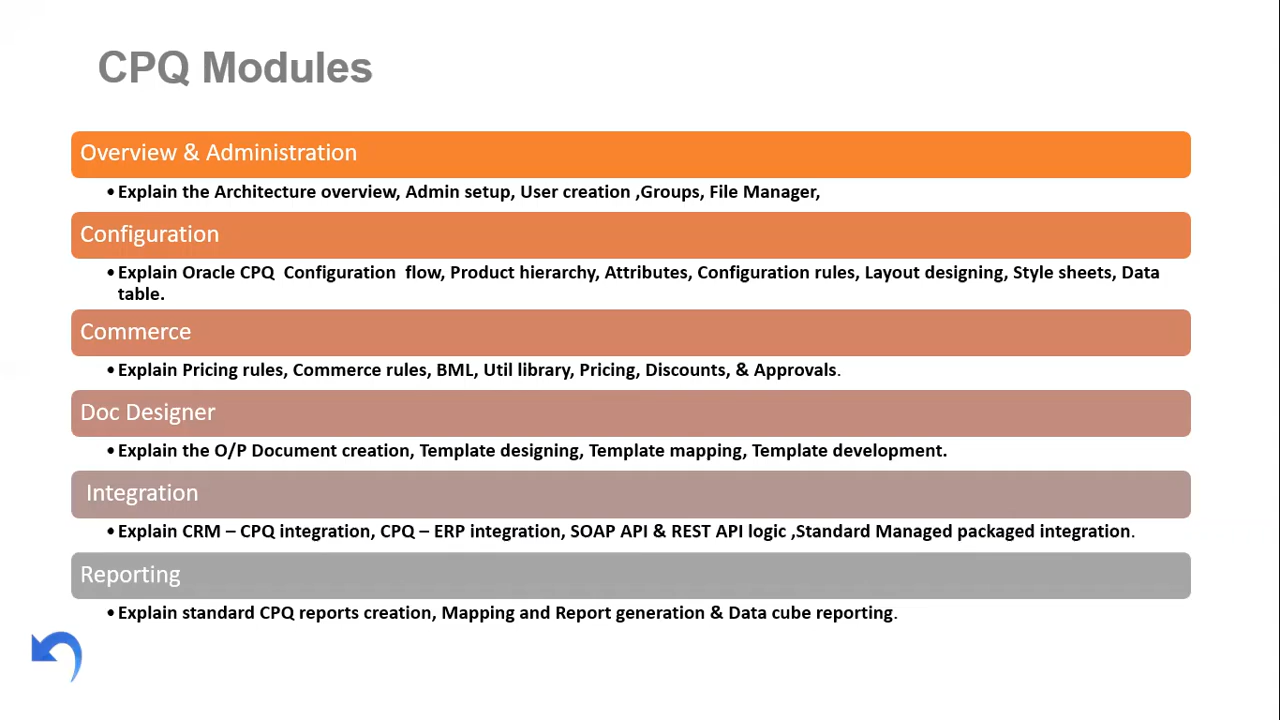 CPQ Modules
Overview & Administration
•Explain the Architecture overview, Admin setup, User creation ,Groups, File Manager,
Configuration
•Explain Oracle CPQ  Configuration  flow, Product hierarchy, Attributes, Configuration rules, Layout designing, Style sheets, Data
table.
Commerce
•Explain Pricing rules, Commerce rules, BML, Util library, Pricing, Discounts, & Approvals.
Doc Designer
•Explain the O/P Document creation, Template designing, Template mapping, Template development.
Integration
•Explain CRM – CPQ integration, CPQ – ERP integration, SOAP API & REST API logic ,Standard Managed packaged integration.
Reporting
•Explain standard CPQ reports creation, Mapping and Report generation & Data cube reporting.